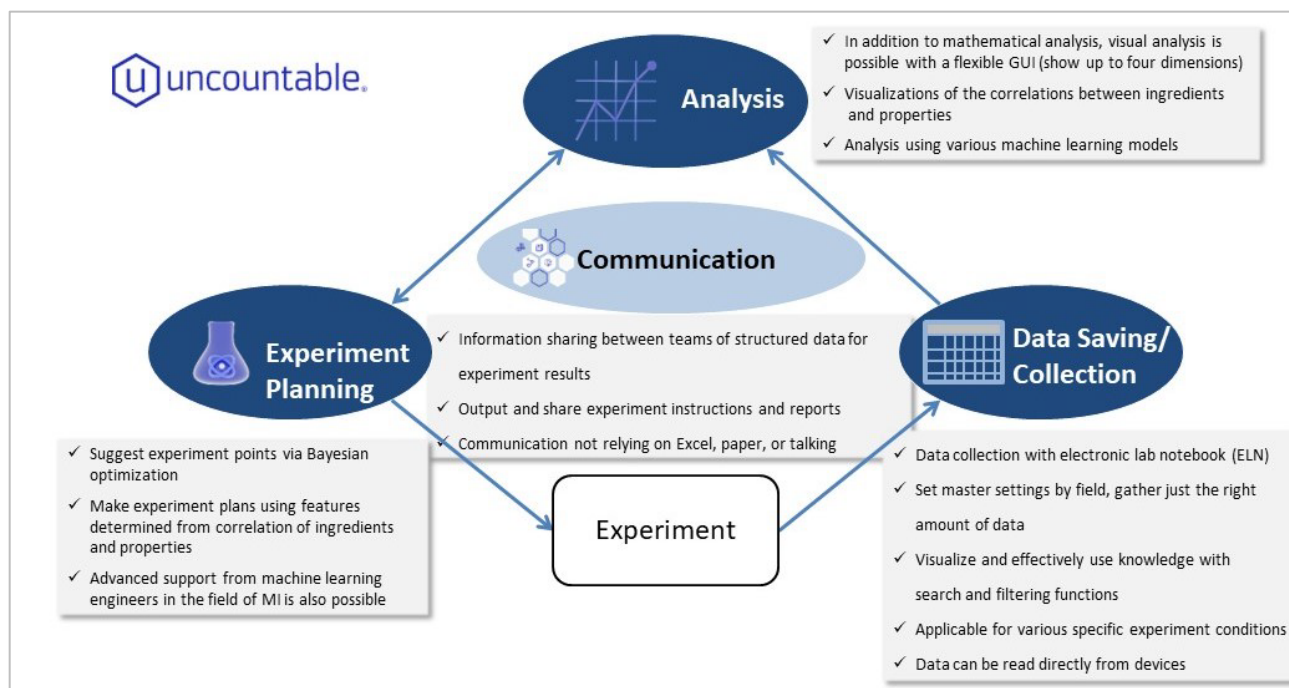 uncountable®
Analysis
✓ In addition to mathematical analysis, visual analysis is
possible with a flexible GUI (show up to four dimensions)
✓ Visualizations of the correlations between ingredients
and properties
✓ Analysis using various machine learning models
Communication
✓ Information sharing between teams of structured data for
experiment results
✓ Output and share experiment instructions and reports
✓ Communication not relying on Excel, paper, or talking
Experiment
Planning
✓ Suggest experiment points via Bayesian
optimization
✓ Make experiment plans using features
determined from correlation of ingredients
and properties
✓ Advanced support from machine learning
engineers in the field of MI is also possible
Experiment
Data Saving/
Collection
✓ Data collection with electronic lab notebook (ELN)
✓ Set master settings by field, gather just the right
amount of data
✓ Visualize and effectively use knowledge with
search and filtering functions
✓ Applicable for various specific experiment conditions
✓ Data can be read directly from devices